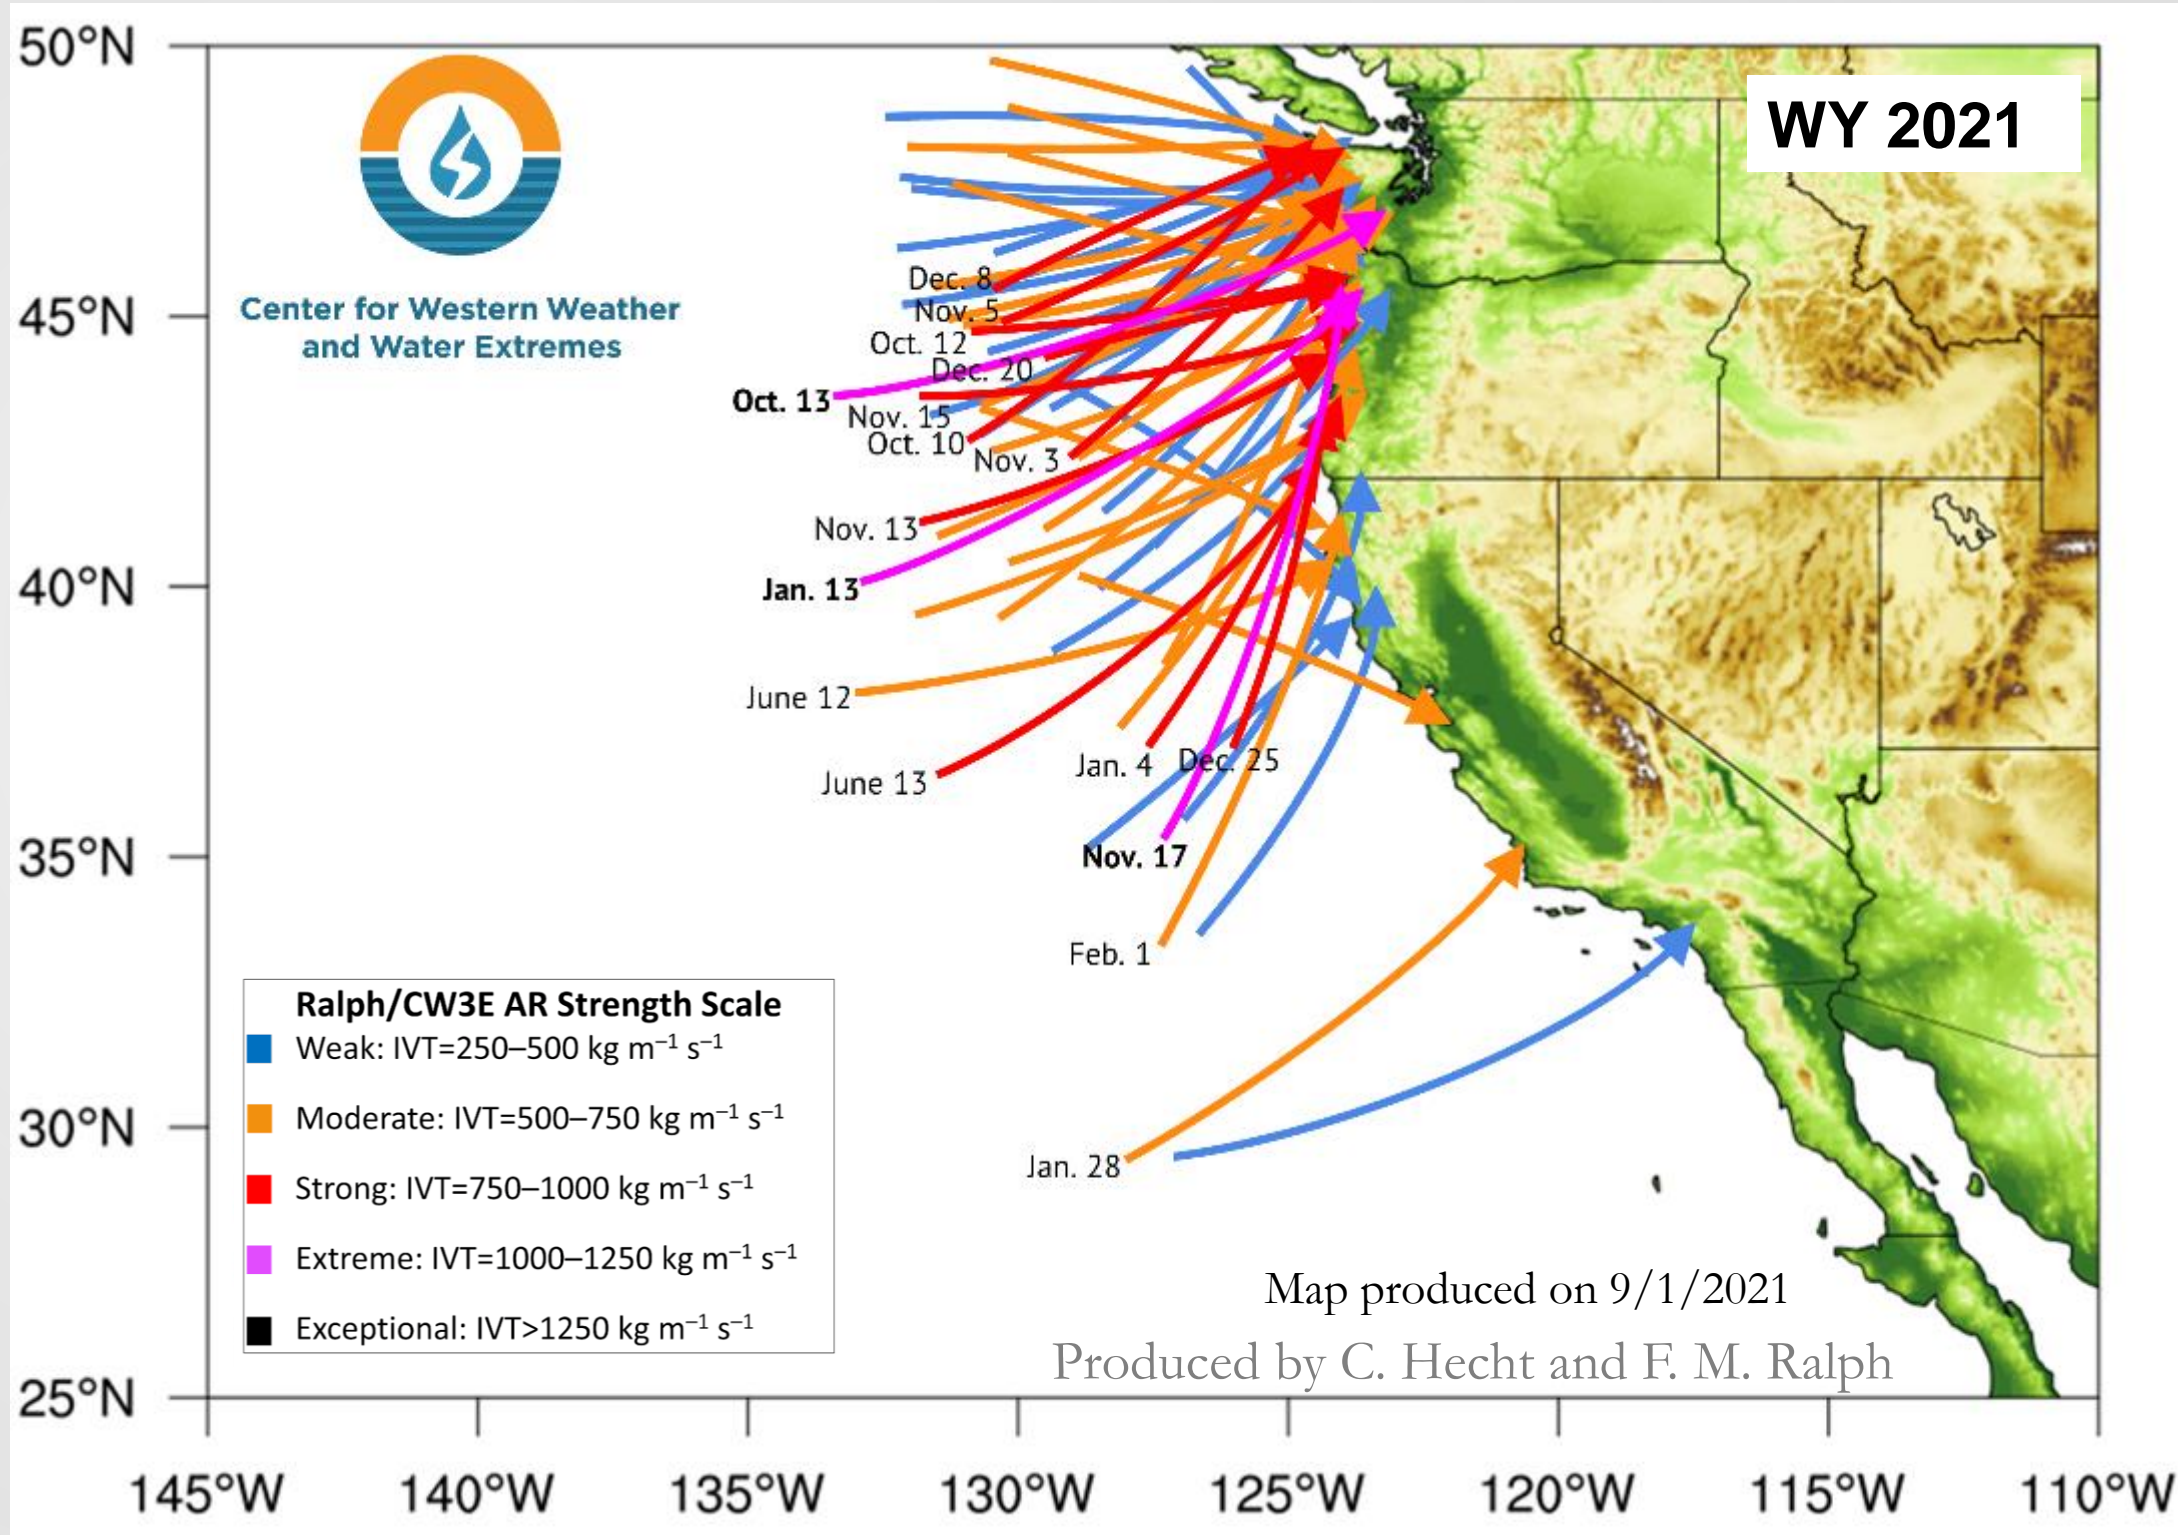 50°N
WY 2021
Center for Western Weather
and Water Extremes
45°N
Dec. 8
Nov. 5
Oct. 12
Dec. 20
Oct. 13
Nov. 15
Oct. 10
Nov. 3
Nov. 13
40°N
Jan. 13
June 12
June 13
Jan. 4
Dec. 25
35°N
Nov. 17
Feb. 1
Jan. 28
30°N
Ralph/CW3E AR Strength Scale
Weak: IVT=250–500 kg m⁻¹ s⁻¹
Moderate: IVT=500–750 kg m⁻¹ s⁻¹
Strong: IVT=750–1000 kg m⁻¹ s⁻¹
Extreme: IVT=1000–1250 kg m⁻¹ s⁻¹
Exceptional: IVT>1250 kg m⁻¹ s⁻¹
Map produced on 9/1/2021
Produced by C. Hecht and F. M. Ralph
25°N
145°W 140°W 135°W 130°W 125°W 120°W 115°W 110°W